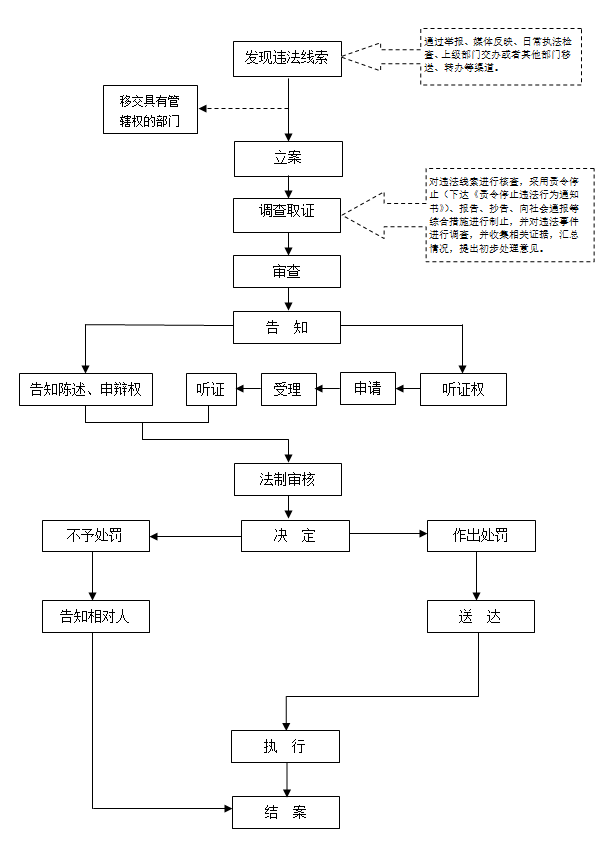 发现违法线索
通过举报、媒体反映、日常执法检
查、上级部门交办或者其他部门移
送、转办等渠道。
移交具有管
辖权的部门
立案
对违法线索进行核查，采用责令停
止（下达《责令停止违法行为通知
书》）、报告、抄告、向社会通报等
综合措施进行制止，并对违法事件
进行调查，并收集相关证据，汇总
情况，提出初步处理意见。
调查取证
审查
告 知
告知陈述、申辩权
听证
受理
申请
听证权
法制审核
不予处罚
决 定
作出处罚
告知相对人
送 达
执 行
结 案